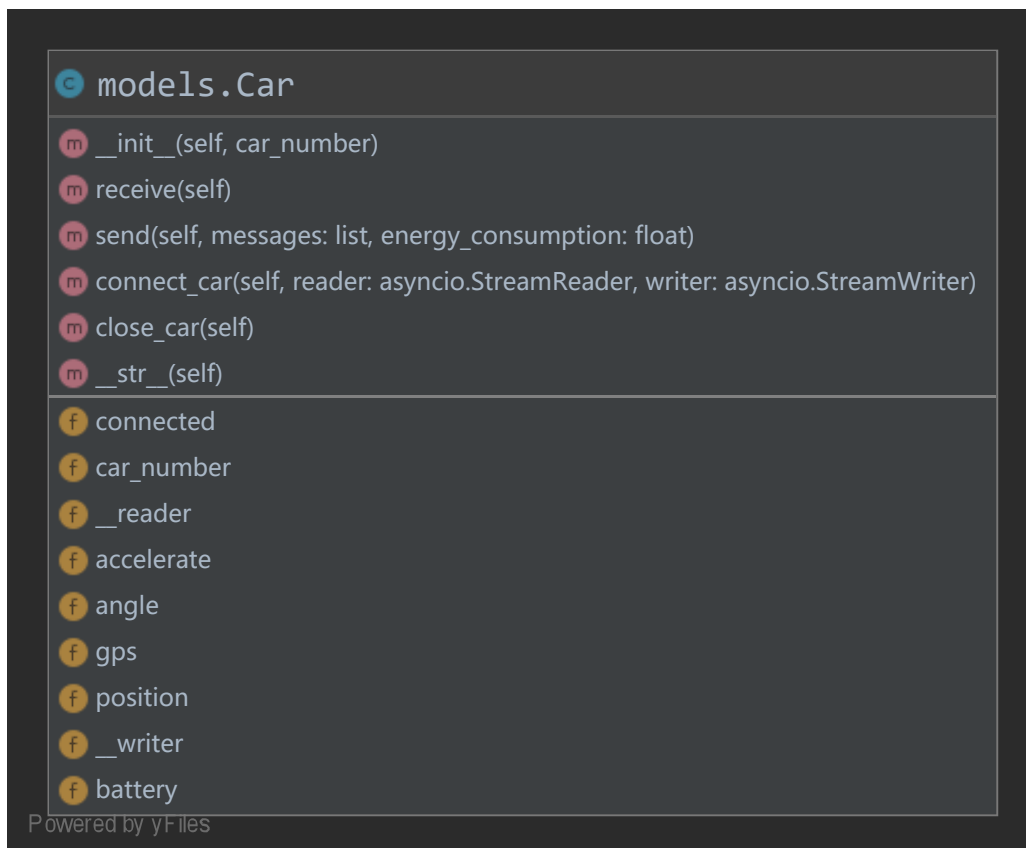 models.Car
__init__(self, car_number)
receive(self)
send(self, messages: list, energy_consumption: float)
connect_car(self, reader: asyncio.StreamReader, writer: asyncio.StreamWriter)
close_car(self)
__str__(self)
connected
car_number
__reader
accelerate
angle
gps
position
__writer
battery
Powered by yFiles